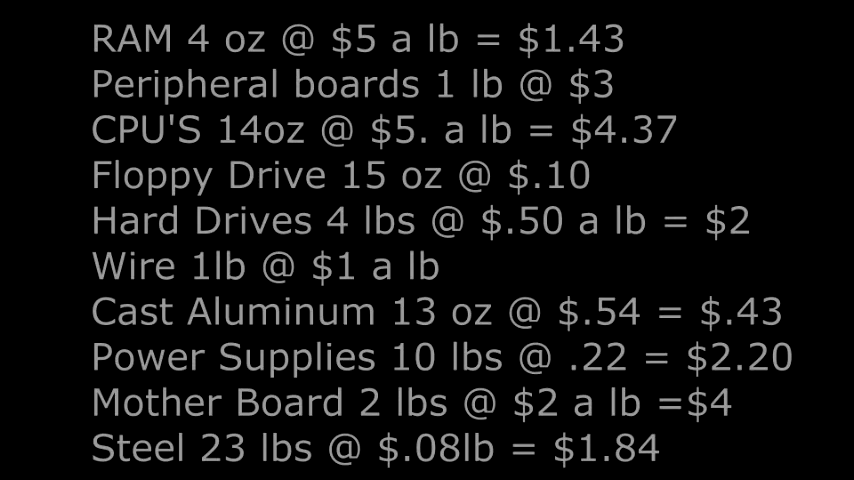 RAM 4 oz @ $5 a lb = $1.43
Peripheral boards 1 lb @ $3
CPU'S 14oz @ $5. a lb = $4.37
Floppy Drive 15 oz @ $.10
Hard Drives 4 lbs @ $.50 a lb = $2
Wire 1lb @ $1 a lb
Cast Aluminum 13 oz @ $.54 = $.43
Power Supplies 10 lbs @ .22 = $2.20
Mother Board 2 lbs @ $2 a lb =$4
Steel 23 lbs @ $.08lb = $1.84